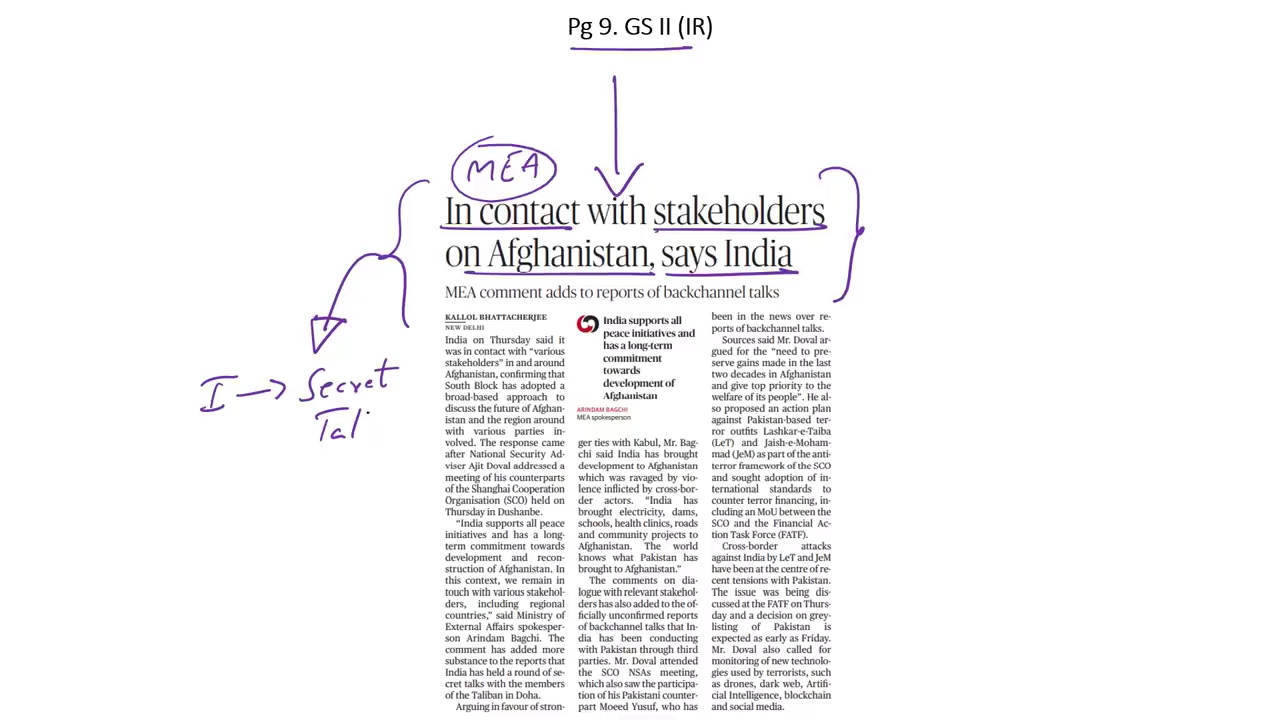 Pg 9. GS II (IR)
MEA
In contact with stakeholders
on Afghanistan, says India
MEA comment adds to reports of backchannel talks
KALLOL BHATTACHERJEE
NEW DELHI
India on Thursday said it
was in contact with “various
stakeholders” in and around
Afghanistan, confirming that
South Block has adopted a
broad-based approach to
discuss the future of Afghan-
istan and the region around
with various parties in-
volved. The response came
after National Security Ad-
viser Ajit Doval addressed a
meeting of his counterparts
of the Shanghai Cooperation
Organisation (SCO) held on
Thursday in Dushanbe.
“India supports all peace
initiatives and has a long-
term commitment towards
development and recon-
struction of Afghanistan. In
this context, we remain in
touch with various stakehol-
ders, including regional
countries,” said Ministry of
External Affairs spokesper-
son Arindam Bagchi. The
comment has added more
substance to the reports that
India has held a round of se-
cret talks with the members
of the Taliban in Doha.
Arguing in favour of stron-
India supports all
peace initiatives and
has a long-term
commitment
towards
development of
Afghanistan
ARINDAM BAGCHI
MEA spokesperson
ger ties with Kabul, Mr. Bag-
chi said India has brought
development to Afghanistan
which was ravaged by vio-
lence inflicted by cross-bor-
der actors. “India has
brought electricity, dams,
schools, health clinics, roads
and community projects to
Afghanistan. The world
knows what Pakistan has
brought to Afghanistan.”
The comments on dia-
logue with relevant stakehol-
ders has also added to the of-
ficially unconfirmed reports
of backchannel talks that In-
dia has been conducting
with Pakistan through third
parties. Mr. Doval attended
the SCO NSAs meeting,
which also saw the participa-
tion of his Pakistani counter-
part Moeed Yusuf, who has
been in the news over re-
ports of backchannel talks.
Sources said Mr. Doval ar-
gued for the “need to pre-
serve gains made in the last
two decades in Afghanistan
and give top priority to the
welfare of its people”. He al-
so proposed an action plan
against Pakistan-based ter-
ror outfits Lashkar-e-Taiba
(LeT) and Jaish-e-Moham-
mad (JeM) as part of the anti-
terror framework of the SCO
and sought adoption of in-
ternational standards to
counter terror financing, in-
cluding an MoU between the
SCO and the Financial Ac-
tion Task Force (FATF).
Cross-border attacks
against India by LeT and JeM
have been at the centre of re-
cent tensions with Pakistan.
The issue was being dis-
cussed at the FATF on Thurs-
day and a decision on grey-
listing of Pakistan is
expected as early as Friday.
Mr. Doval also called for
monitoring of new technolo-
gies used by terrorists, such
as drones, dark web, Artifi-
cial Intelligence, blockchain
and social media.
I → Secret
Tal